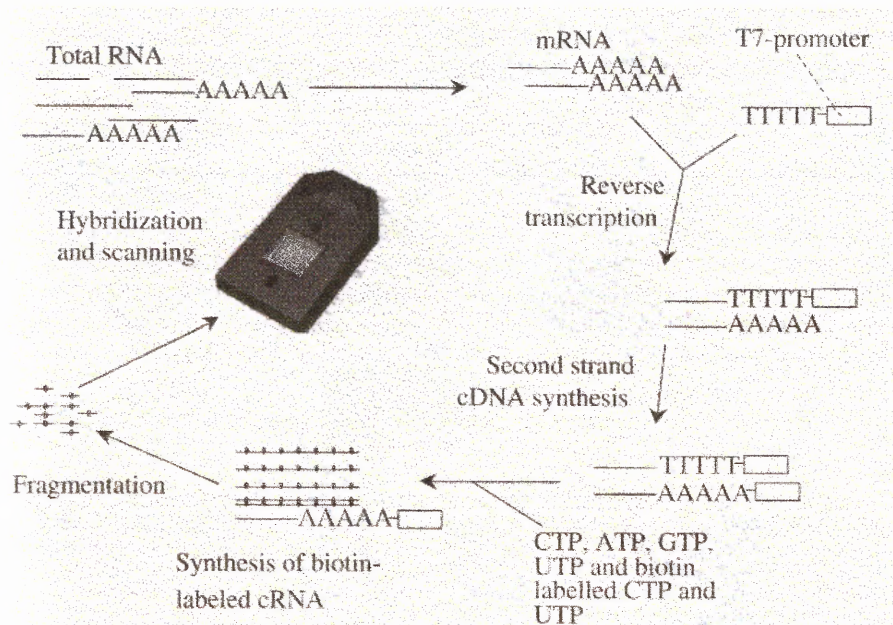 Total RNA
AAAAA
AAAAA
mRNA
AAAAA
AAAAA
T7-promoter
TTTTT
Reverse
transcription
TTTTT
AAAAA
Second strand
cDNA synthesis
TTTTT
AAAAA
CTP, ATP, GTP,
UTP and biotin
labelled CTP and
UTP
AAAAA
Synthesis of biotin-
labeled cRNA
Fragmentation
Hybridization
and scanning